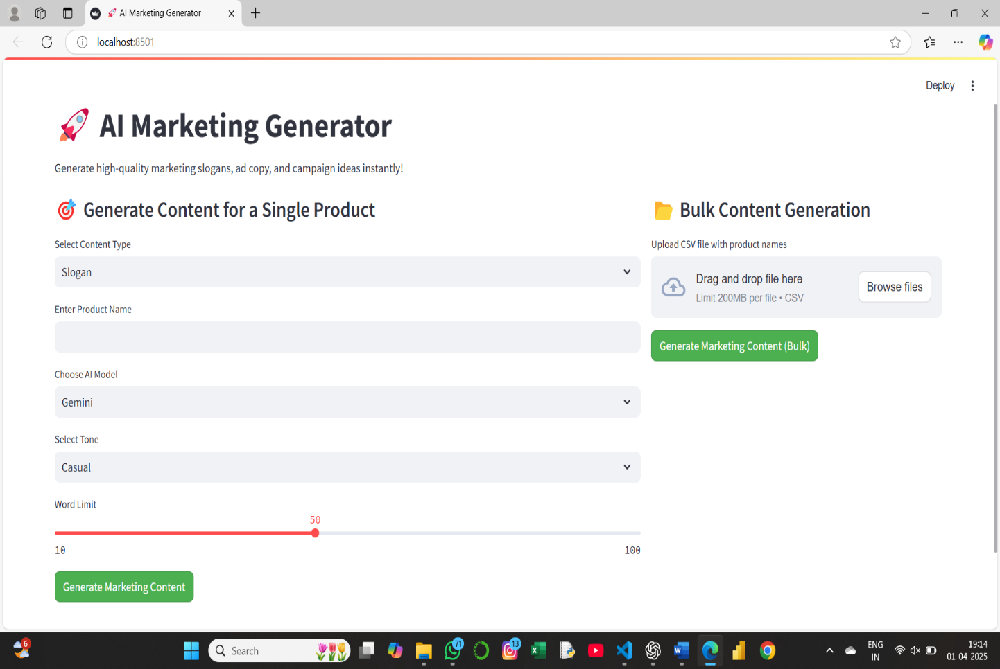 AI Marketing Generator
localhost:8501
Deploy
AI Marketing Generator
Generate high-quality marketing slogans, ad copy, and campaign ideas instantly!
Generate Content for a Single Product
Select Content Type
Slogan
Enter Product Name
Choose AI Model
Gemini
Select Tone
Casual
Word Limit
50
10
100
Generate Marketing Content
Bulk Content Generation
Upload CSV file with product names
Drag and drop file here
Limit 200MB per file • CSV
Browse files
Generate Marketing Content (Bulk)
6
Search
71
13
ENG
IN
19:14
01-04-2025